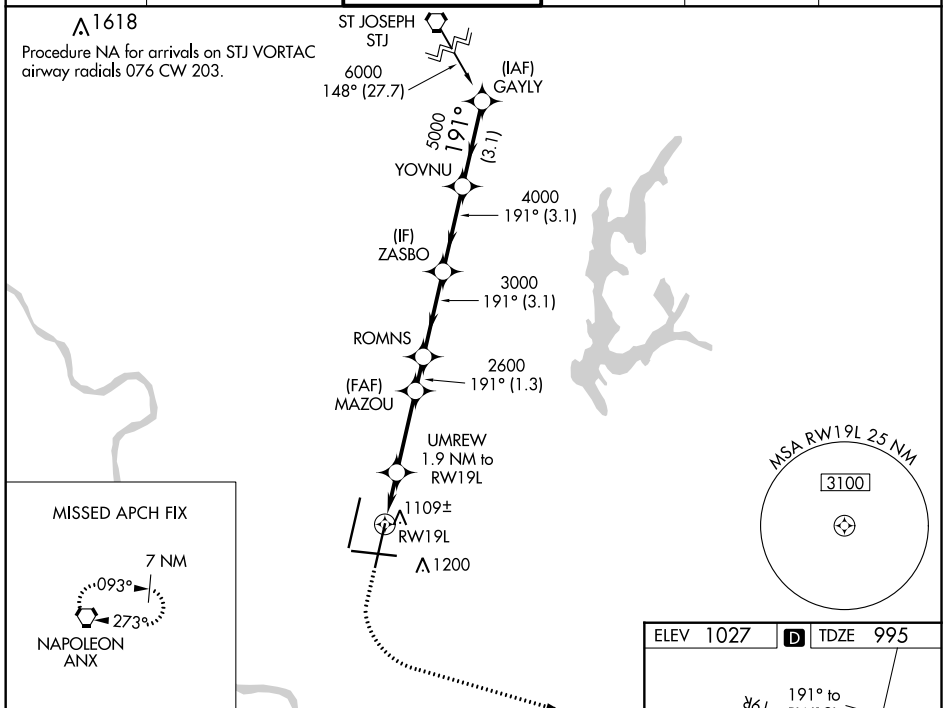 1618
Procedure NA for arrivals on STJ VORTAC
airway radials 076 CW 203.
ST JOSEPH
STJ
6000
148° (27.7)
(IAF)
GAYLY
5000
191°
(3.1)
YOVNU
4000
191° (3.1)
(IF)
ZASBO
3000
191° (3.1)
ROMNS
2600
191° (1.3)
(FAF)
MAZOU
UMREW
1.9 NM to
RW19L
1109±
RW19L
1200
MSA RW19L 25 NM
3100
MISSED APCH FIX
7 NM
093°
273°
NAPOLEON
ANX
ELEV 1027 D TDZE 995
191° to